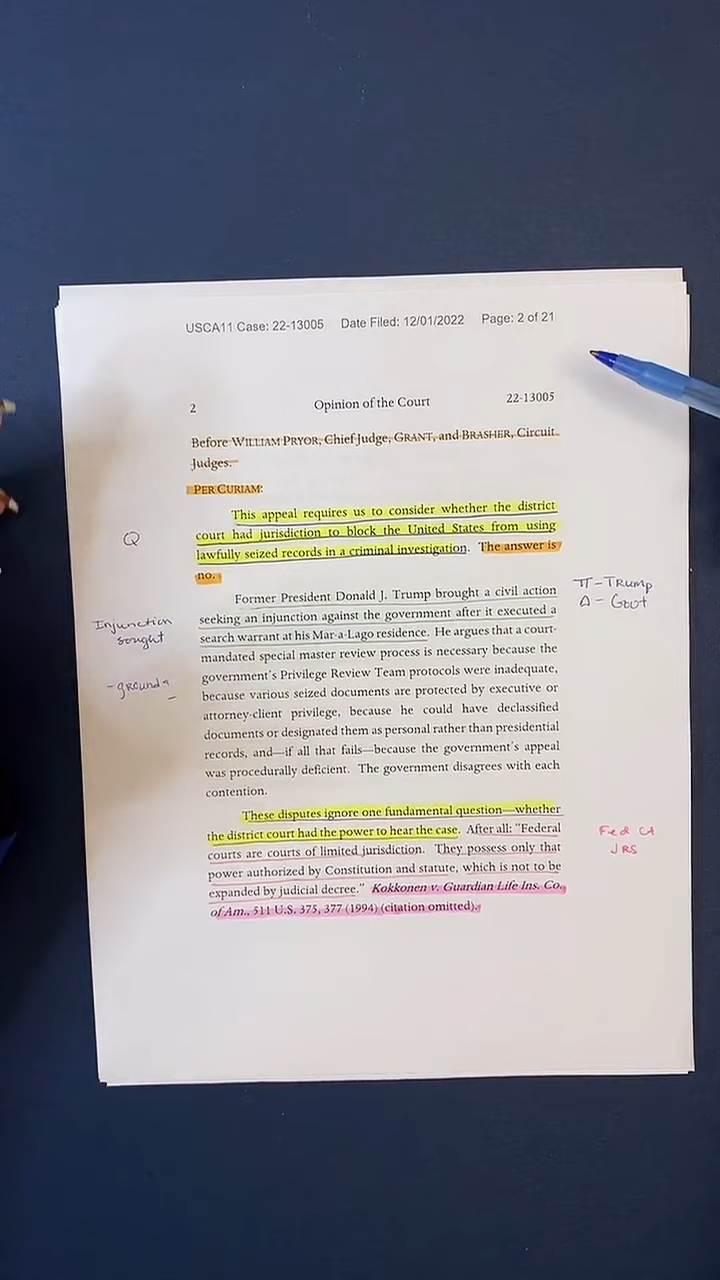 USCA11 Case: 22-13005 Date Filed: 12/01/2022 Page: 2 of 21
2 Opinion of the Court 22-13005
Before WILLIAM PRYOR, Chief Judge, GRANT, and BRASHER, Circuit
Judges.
PER CURIAM:
This appeal requires us to consider whether the district
court had jurisdiction to block the United States from using
lawfully seized records in a criminal investigation. The answer is
no.
Q
Former President Donald J. Trump brought a civil action
seeking an injunction against the government after it executed a
search warrant at his Mar-a-Lago residence. He argues that a court-
mandated special master review process is necessary because the
government's Privilege Review Team protocols were inadequate,
because various seized documents are protected by executive or
attorney-client privilege, because he could have declassified
documents or designated them as personal rather than presidential
records, and—if all that fails—because the government's appeal
was procedurally deficient. The government disagrees with each
contention.
π - Trump
Δ - Govt
Injunction
sought
- grounds
These disputes ignore one fundamental question—whether
the district court had the power to hear the case. After all: "Federal
courts are courts of limited jurisdiction. They possess only that
power authorized by Constitution and statute, which is not to be
expanded by judicial decree." Kokkonen v. Guardian Life Ins. Co.
of Am., 511 U.S. 375, 377 (1994) (citation omitted).
Fed Ct
JRS